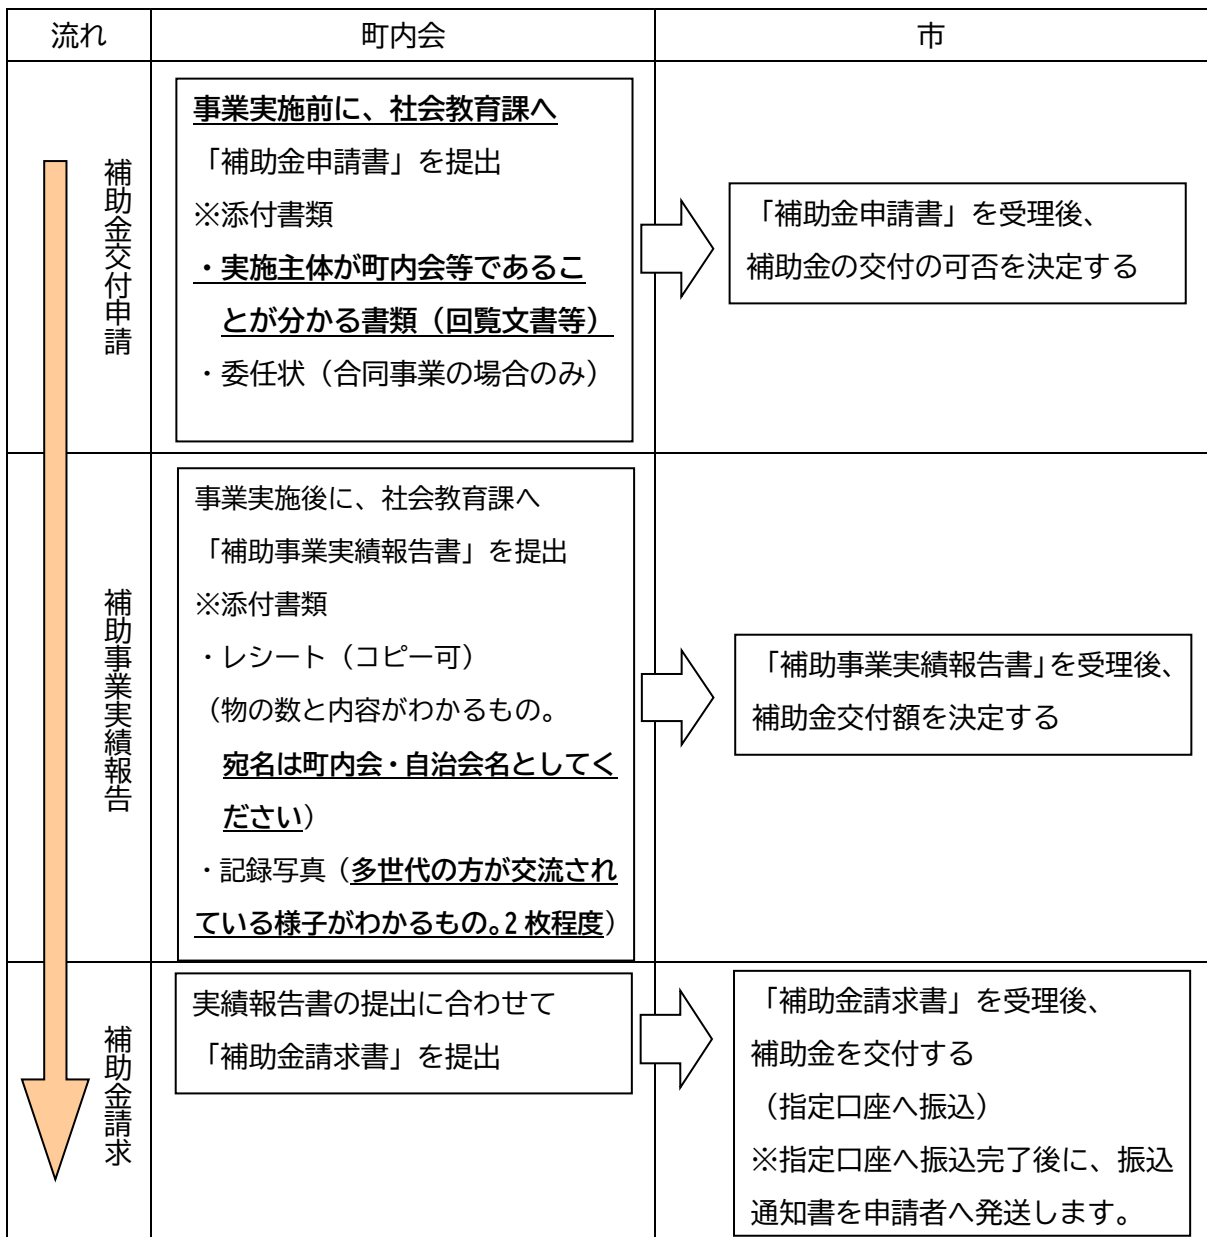 流れ
町内会
市
補助金交付申請
事業実施前に、社会教育課へ
「補助金申請書」を提出
※添付書類
・実施主体が町内会等であるこ
とが分かる書類（回覧文書等）
・委任状（合同事業の場合のみ）
「補助金申請書」を受理後、
補助金の交付の可否を決定する
補助事業実績報告
事業実施後に、社会教育課へ
「補助事業実績報告書」を提出
※添付書類
・レシート（コピー可）
（物の数と内容がわかるもの。
宛名は町内会・自治会名としてく
ださい）
・記録写真（多世代の方が交流され
ている様子がわかるもの。2枚程度）
「補助事業実績報告書」を受理後、
補助金交付額を決定する
補助金請求
実績報告書の提出に合わせて
「補助金請求書」を提出
「補助金請求書」を受理後、
補助金を交付する
（指定口座へ振込）
※指定口座へ振込完了後に、振込
通知書を申請者へ発送します。